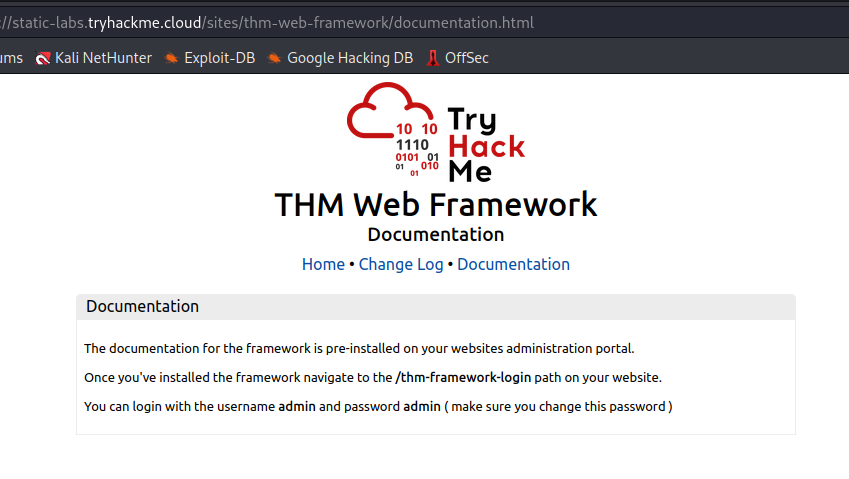 ://static-labs.tryhackme.cloud/sites/thm-web-framework/documentation.html
ums Kali NetHunter Exploit-DB Google Hacking DB OffSec
10 10
1110
0101 01
01 010
01
Try
Hack
Me
THM Web Framework
Documentation
Home • Change Log • Documentation
Documentation
The documentation for the framework is pre-installed on your websites administration portal.
Once you've installed the framework navigate to the /thm-framework-login path on your website.
You can login with the username admin and password admin ( make sure you change this password )